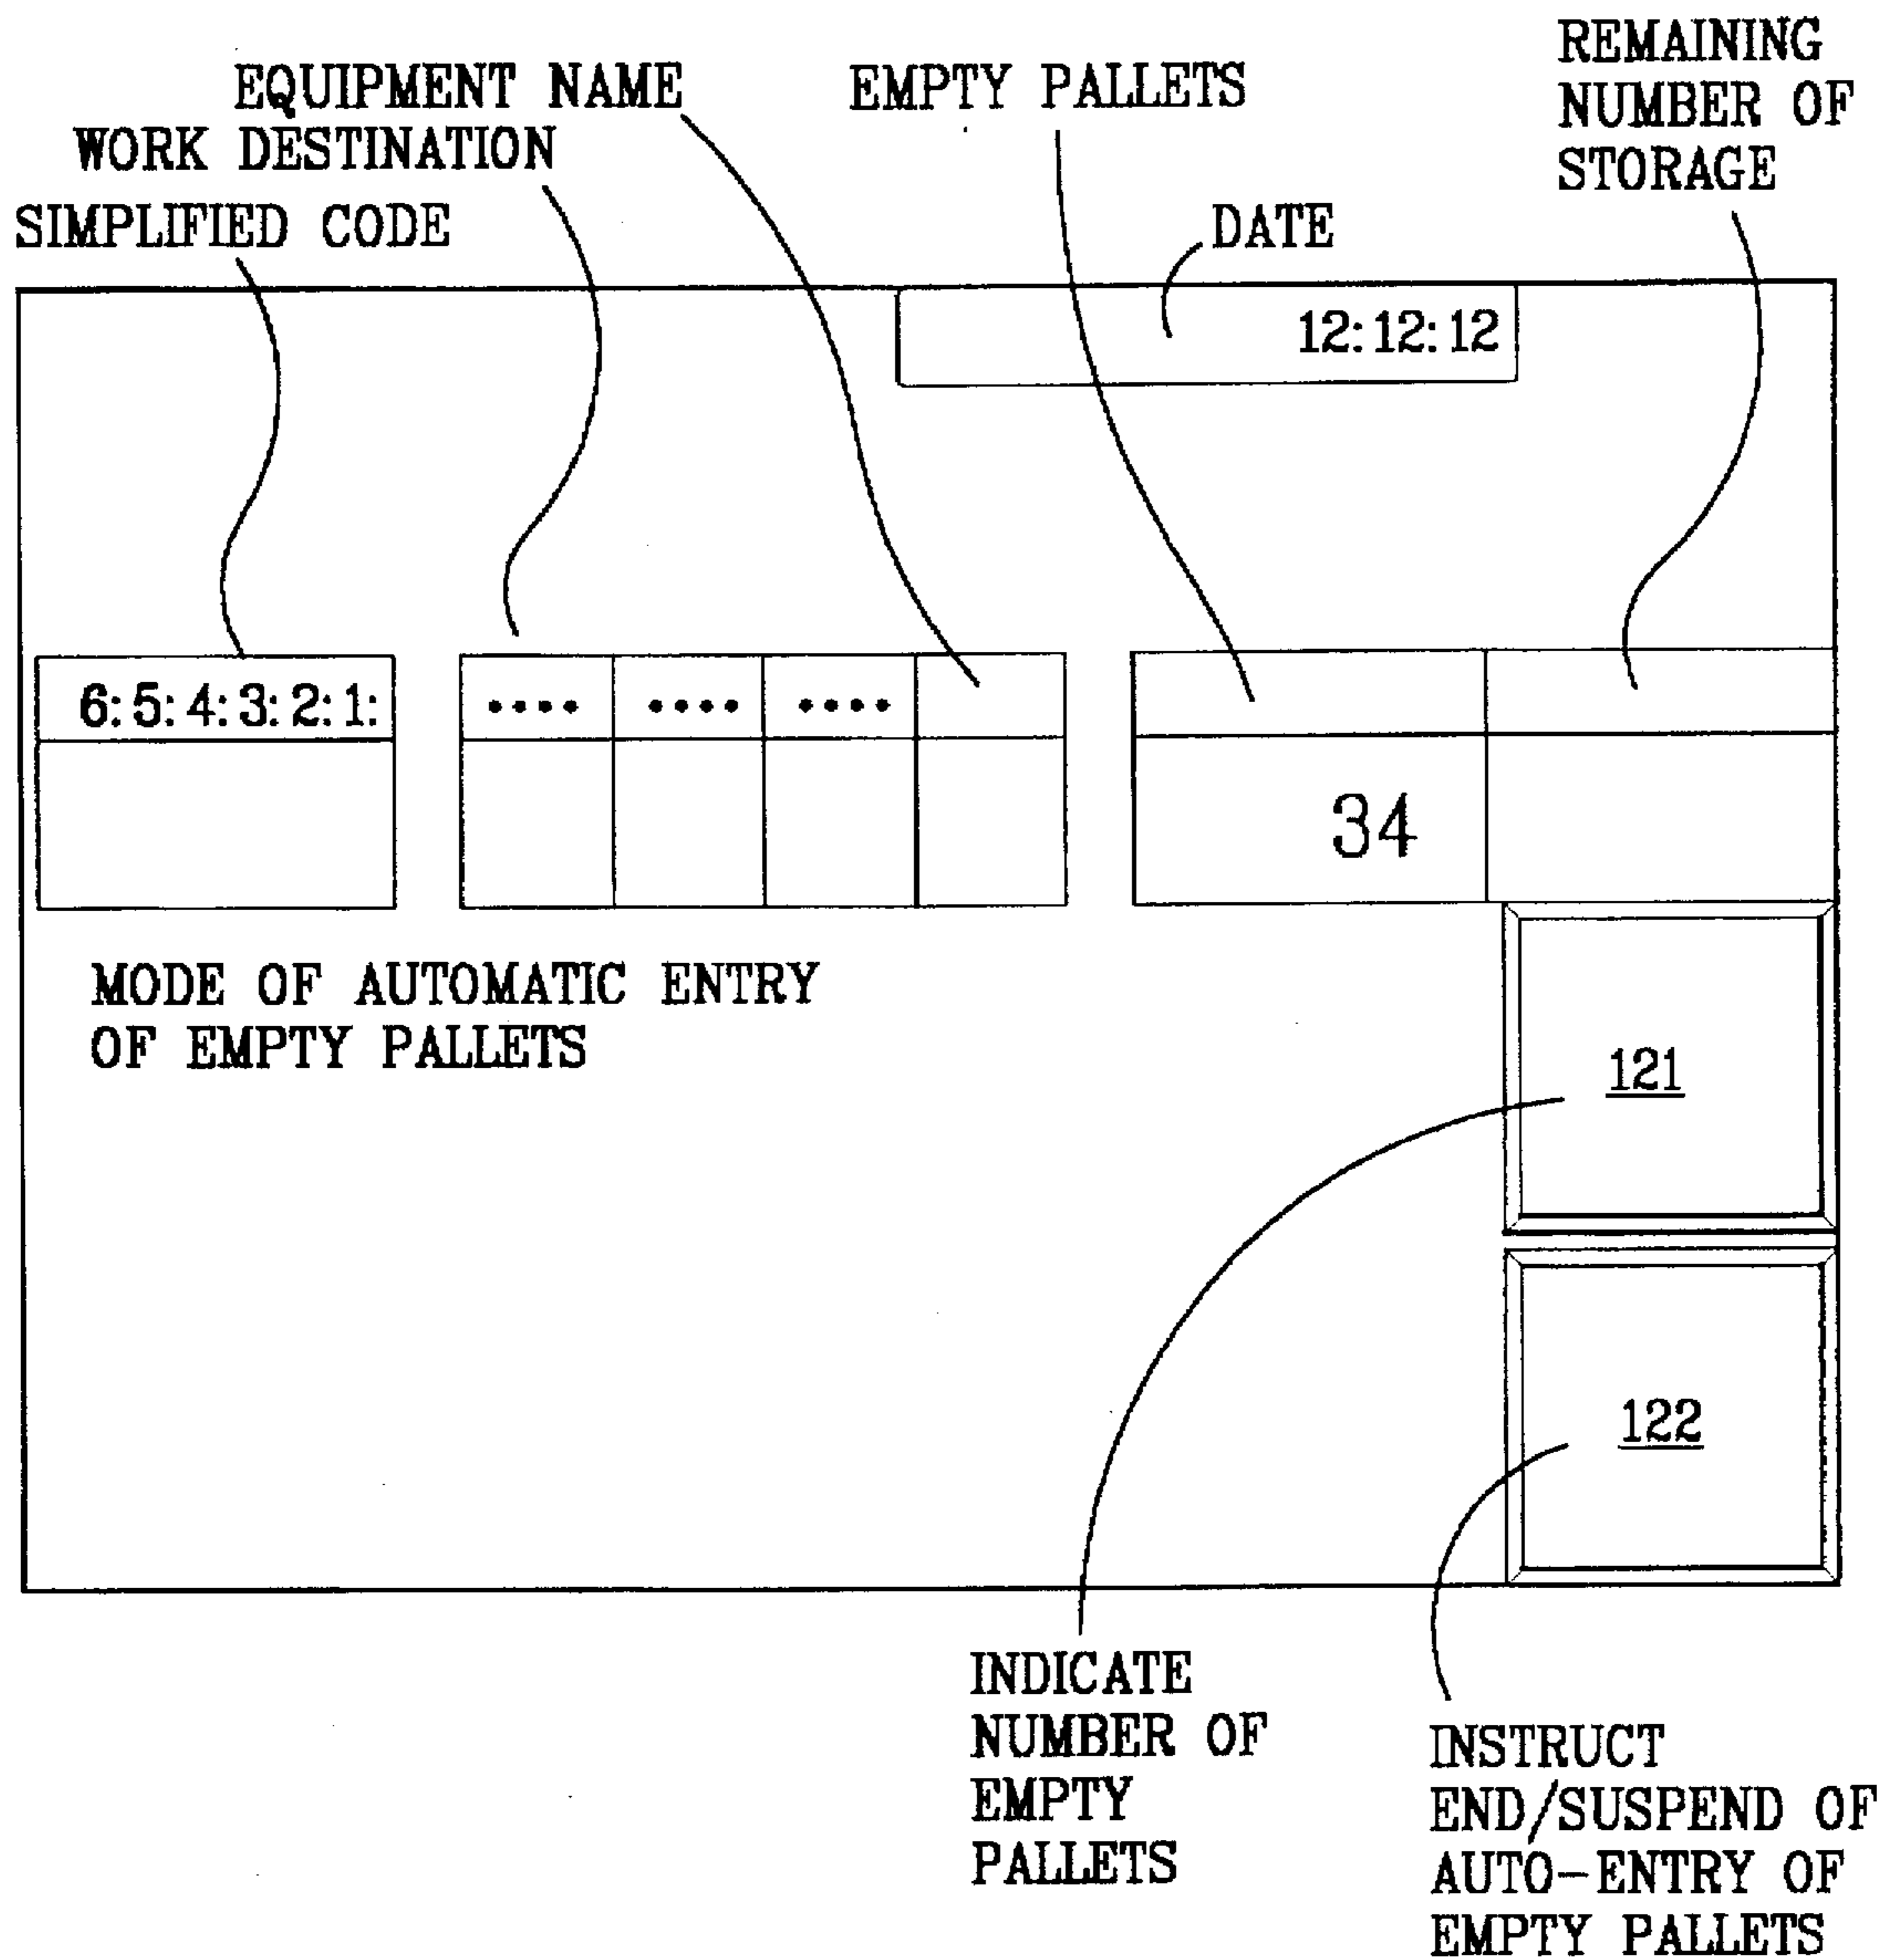 EQUIPMENT NAME
WORK DESTINATION
SIMPLIFIED CODE
EMPTY PALLETS
DATE
REMAINING
NUMBER OF
STORAGE
12:12:12
6:5:4:3:2:1:
•••• •••• ••••
34
MODE OF AUTOMATIC ENTRY
OF EMPTY PALLETS
121
122
INDICATE
NUMBER OF
EMPTY
PALLETS
INSTRUCT
END/SUSPEND OF
AUTO-ENTRY OF
EMPTY PALLETS